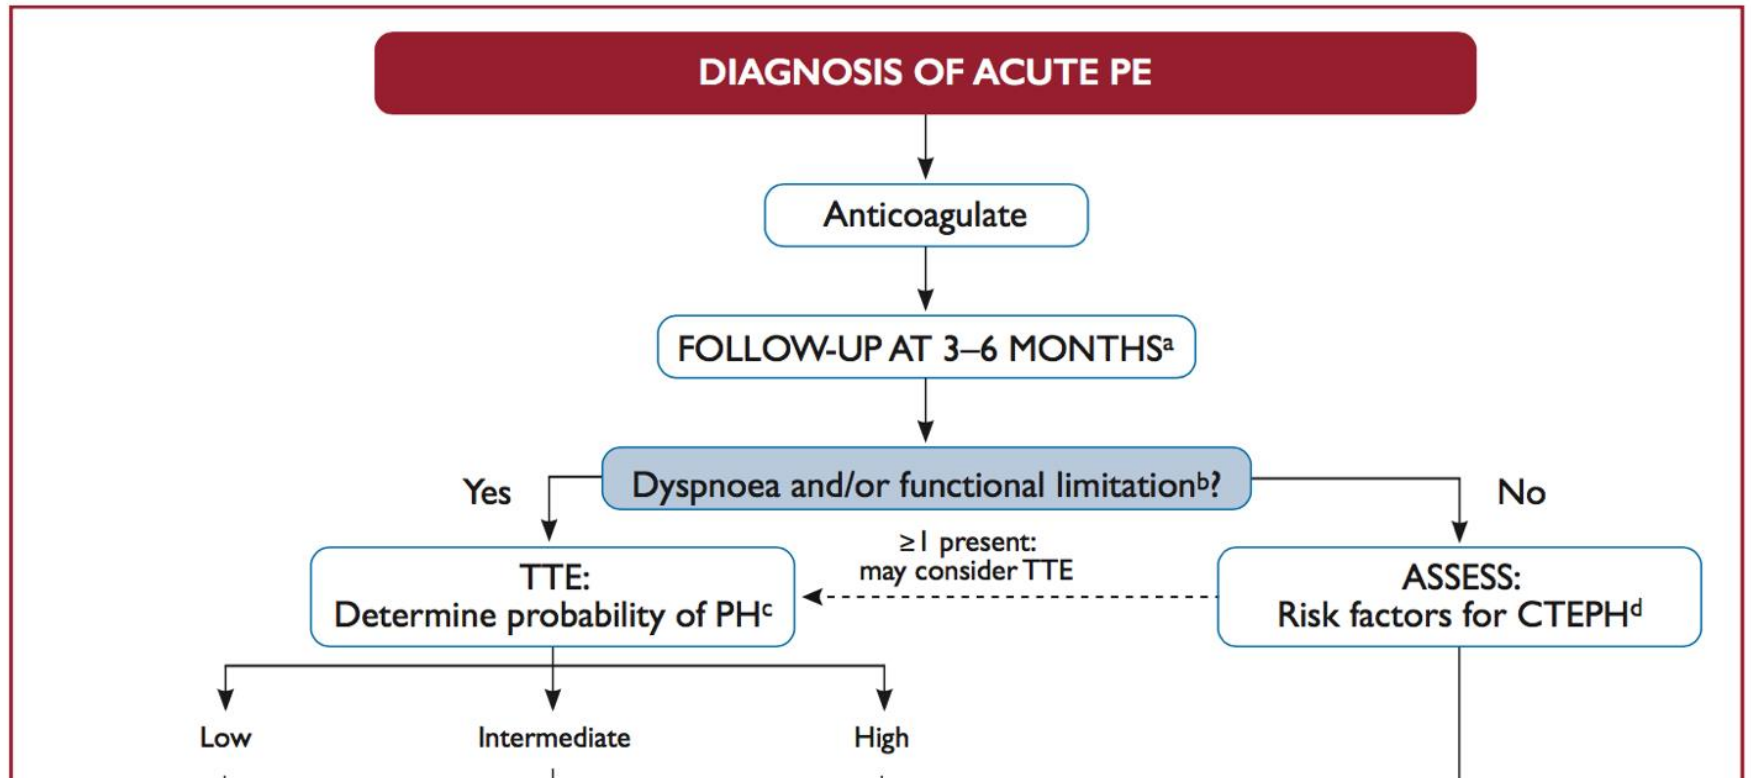 DIAGNOSIS OF ACUTE PE
Anticoagulate
FOLLOW-UP AT 3–6 MONTHSᵃ
Dyspnoea and/or functional limitationᵇ?
Yes
No
≥1 present:
may consider TTE
TTE:
Determine probability of PHᶜ
ASSESS:
Risk factors for CTEPHᵈ
Low
Intermediate
High